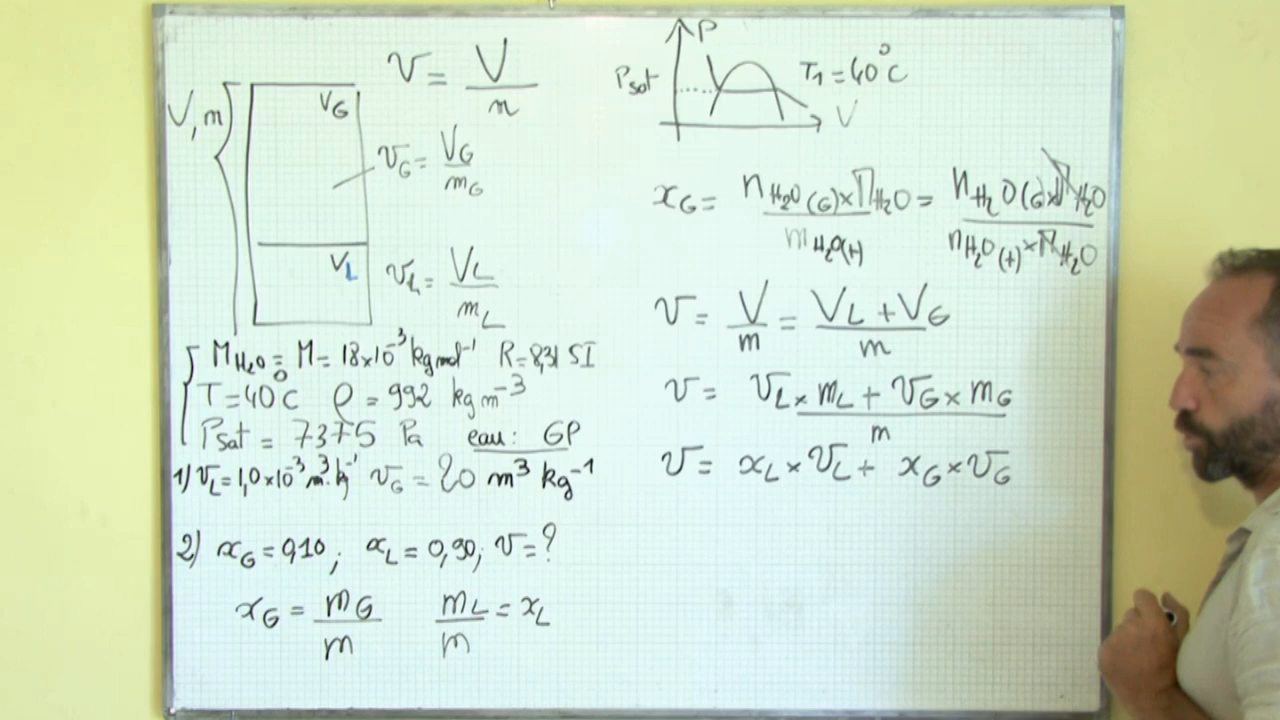 V, m
V_G
V_L
v = V/m
v_G = V_G/m_G
v_L = V_L/m_L
M_H₂O = M = 18×10⁻³ kg mol⁻¹ R = 8,31 SI
T = 40°C ρ = 992 kg m⁻³
P_sat = 7375 Pa eau : GP
1) v_L = 1,0×10⁻³ m³.kg⁻¹ v_G = 20 m³ kg⁻¹
2) x_G = 0,10 ; x_L = 0,90 ; v = ?
x_G = m_G/m m_L/m = x_L
P
P_sat T₁ = 40°C
V
x_G = n_H₂O(G) × M_H₂O / m_H₂O(t) = n_H₂O(G) × M_H₂O / n_H₂O(t) × M_H₂O
v = V/m = V_L + V_G / m
v = v_L × m_L + v_G × m_G / m
v = x_L × v_L + x_G × v_G